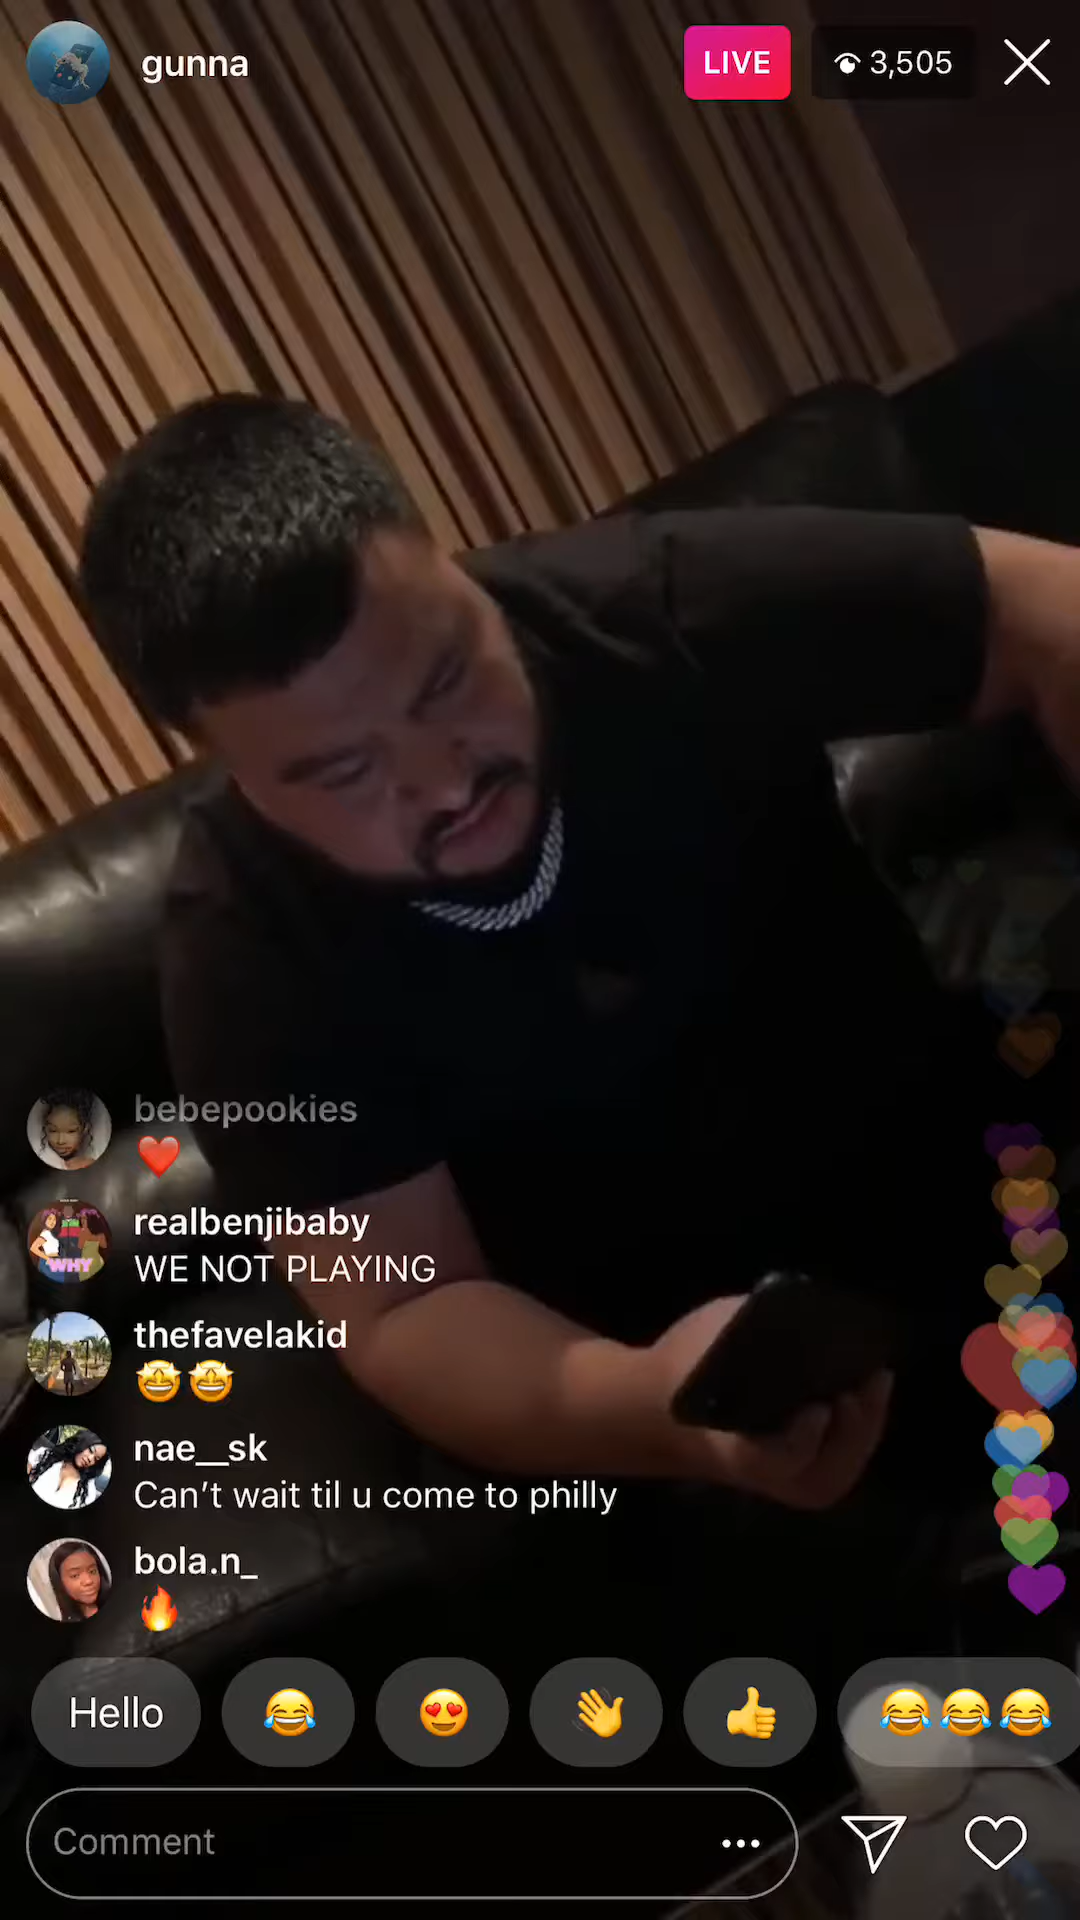 gunna
LIVE
3,505
bebepookies
❤️
realbenjibaby
WE NOT PLAYING
thefavelakid
🤩🤩
nae__sk
Can’t wait til u come to philly
bola.n_
🔥
WHY
Hello 😂 😍 👋 👍 😂😂😂
Comment